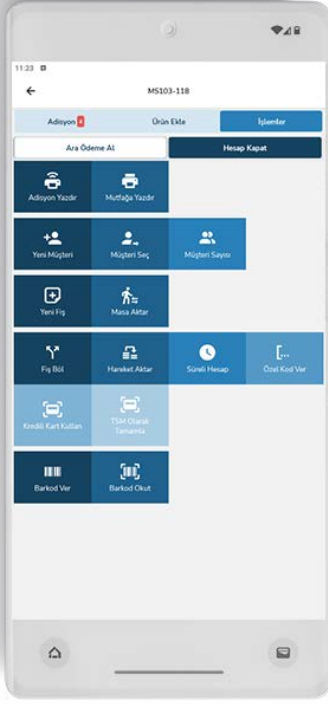 11:23
MS103-118
Adisyon 4 Ürün Ekle İşlemler
Ara Ödeme Al Hesap Kapat
Adisyon Yazdır Mutfağa Yazdır
Yeni Müşteri Müşteri Seç Müşteri Sayısı
Yeni Fiş Masa Aktar
Fiş Böl Hareket Aktar Süreli Hesap Özel Kod Ver
Kredili Kart Kullan TSM Olarak
Tamamla
Barkod Ver Barkod Okut